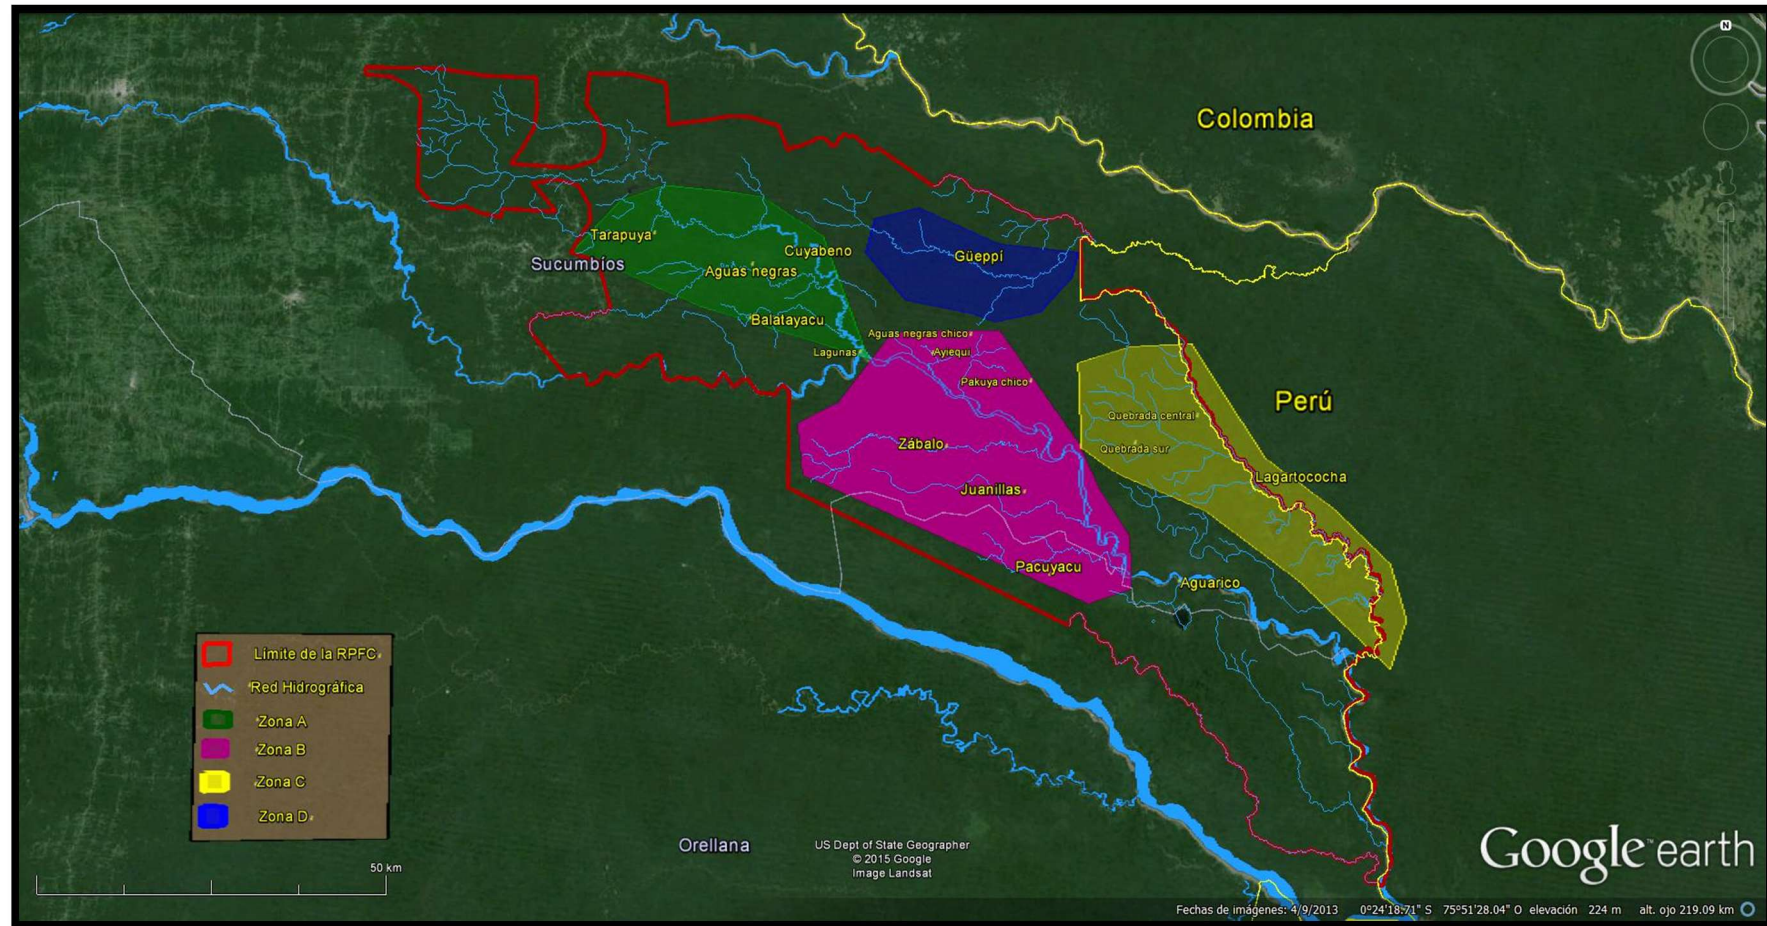 N
Colombia
Tarapuya
Cuyabeno
Sucumbíos
Güeppí
Aguas negras
Balatayacu
Aguas negras chico
Lagunas
Ayiequi
Pakuya chico
Perú
Quebrada central
Zábalo
Quebrada sur
Lagartococha
Juanillas
Pacuyacu
Aguarico
Límite de la RPFC
Red Hidrográfica
Zona A
Zona B
Zona C
Zona D
Orellana
US Dept of State Geographer
© 2015 Google
Image Landsat
50 km
Google earth
Fechas de imágenes: 4/9/2013 0°24'18.71" S 75°51'28.04" O elevación 224 m alt. ojo 219.09 km